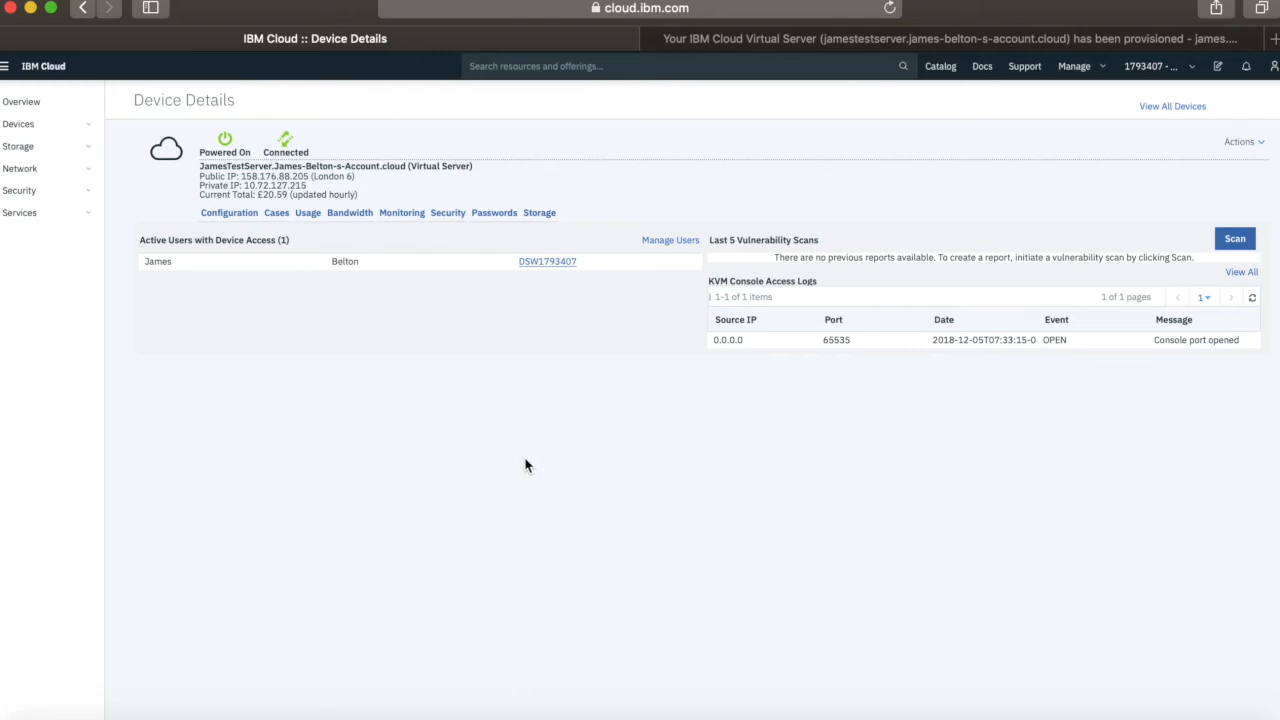 cloud.ibm.com
IBM Cloud :: Device Details
Your IBM Cloud Virtual Server (jamestestserver.james-belton-s-account.cloud) has been provisioned - james....
IBM Cloud
Search resources and offerings...
Catalog
Docs
Support
Manage
1793407 - ...
Overview
Devices
Storage
Network
Security
Services
Device Details
View All Devices
Powered On
Connected
Actions
JamesTestServer.James-Belton-s-Account.cloud (Virtual Server)
Public IP: 158.176.88.205 (London 6)
Private IP: 10.72.127.215
Current Total: £20.59 (updated hourly)
Configuration Cases Usage Bandwidth Monitoring Security Passwords Storage
Active Users with Device Access (1)
Manage Users
James Belton DSW1793407
Last 5 Vulnerability Scans
Scan
There are no previous reports available. To create a report, initiate a vulnerability scan by clicking Scan.
View All
KVM Console Access Logs
1-1 of 1 items
1 of 1 pages
1
Source IP Port Date Event Message
0.0.0.0 65535 2018-12-05T07:33:15-0 OPEN Console port opened